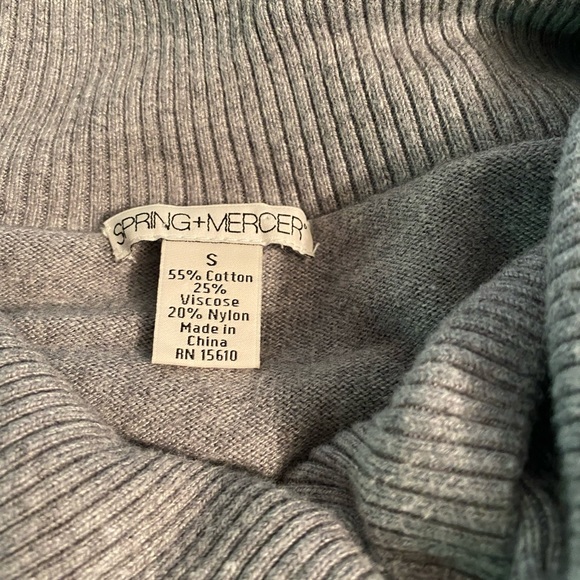 SPRING+MERCER
S
55% Cotton
25%
Viscose
20% Nylon
Made in
China
RN 15610